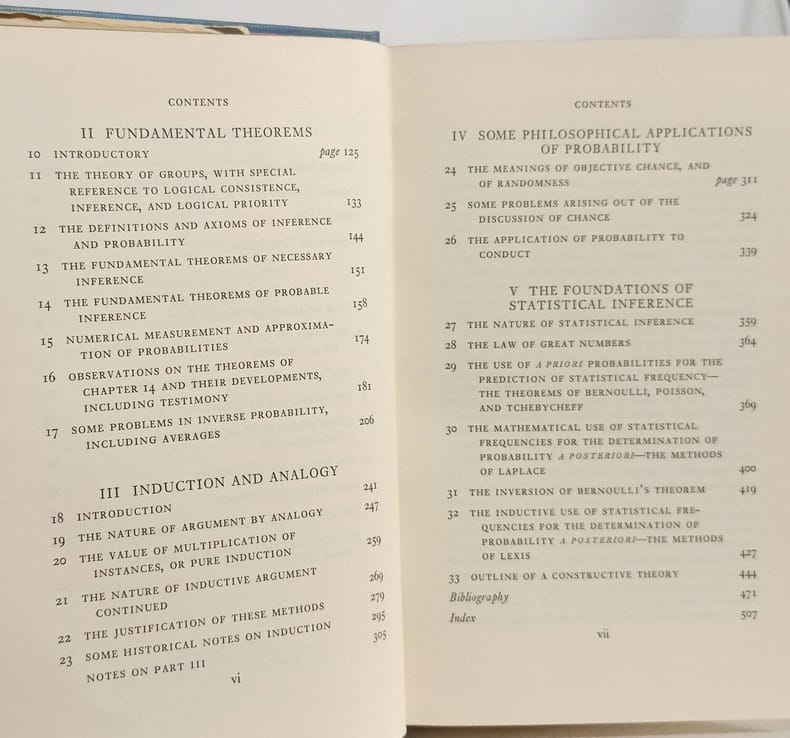 CONTENTS
II FUNDAMENTAL THEOREMS
10 INTRODUCTORY page 125
11 THE THEORY OF GROUPS, WITH SPECIAL
REFERENCE TO LOGICAL CONSISTENCE,
INFERENCE, AND LOGICAL PRIORITY 133
12 THE DEFINITIONS AND AXIOMS OF INFERENCE
AND PROBABILITY 144
13 THE FUNDAMENTAL THEOREMS OF NECESSARY
INFERENCE 151
14 THE FUNDAMENTAL THEOREMS OF PROBABLE
INFERENCE 158
15 NUMERICAL MEASUREMENT AND APPROXIMA-
TION OF PROBABILITIES 174
16 OBSERVATIONS ON THE THEOREMS OF
CHAPTER 14 AND THEIR DEVELOPMENTS,
INCLUDING TESTIMONY 181
17 SOME PROBLEMS IN INVERSE PROBABILITY,
INCLUDING AVERAGES 206
III INDUCTION AND ANALOGY
18 INTRODUCTION 241
19 THE NATURE OF ARGUMENT BY ANALOGY 247
20 THE VALUE OF MULTIPLICATION OF
INSTANCES, OR PURE INDUCTION 259
21 THE NATURE OF INDUCTIVE ARGUMENT
CONTINUED 269
22 THE JUSTIFICATION OF THESE METHODS 279
23 SOME HISTORICAL NOTES ON INDUCTION 295
NOTES ON PART III 305
vi
CONTENTS
IV SOME PHILOSOPHICAL APPLICATIONS
OF PROBABILITY
24 THE MEANINGS OF OBJECTIVE CHANCE, AND
OF RANDOMNESS page 311
25 SOME PROBLEMS ARISING OUT OF THE
DISCUSSION OF CHANCE 324
26 THE APPLICATION OF PROBABILITY TO
CONDUCT 339
V THE FOUNDATIONS OF
STATISTICAL INFERENCE
27 THE NATURE OF STATISTICAL INFERENCE 359
28 THE LAW OF GREAT NUMBERS 364
29 THE USE OF A PRIORI PROBABILITIES FOR THE
PREDICTION OF STATISTICAL FREQUENCY—
THE THEOREMS OF BERNOULLI, POISSON,
AND TCHEBYCHEFF 369
30 THE MATHEMATICAL USE OF STATISTICAL
FREQUENCIES FOR THE DETERMINATION OF
PROBABILITY A POSTERIORI—THE METHODS
OF LAPLACE 400
31 THE INVERSION OF BERNOULLI'S THEOREM 419
32 THE INDUCTIVE USE OF STATISTICAL FRE-
QUENCIES FOR THE DETERMINATION OF
PROBABILITY A POSTERIORI—THE METHODS
OF LEXIS 427
33 OUTLINE OF A CONSTRUCTIVE THEORY 444
Bibliography 471
Index 507
vii